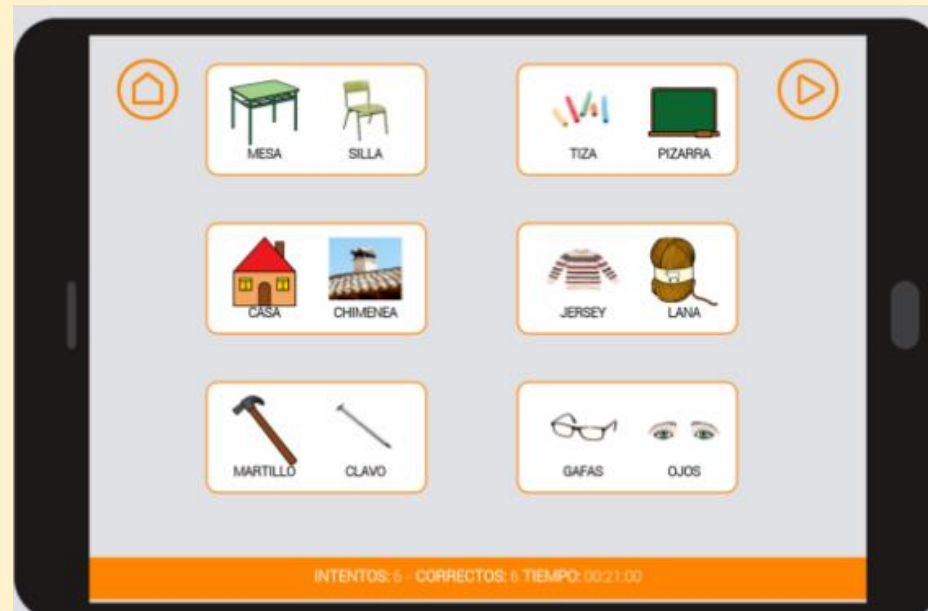 MESA SILLA
TIZA PIZARRA
CASA CHIMENEA
JERSEY LANA
MARTILLO CLAVO
GAFAS OJOS
INTENTOS: 6 - CORRECTOS: 6 TIEMPO: 00:21:00